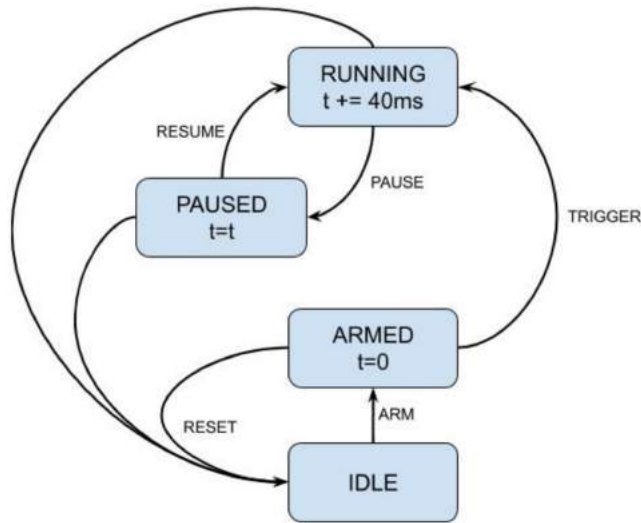 RUNNING
t += 40ms
RESUME
PAUSE
PAUSED
t=t
TRIGGER
ARMED
t=0
RESET
ARM
IDLE